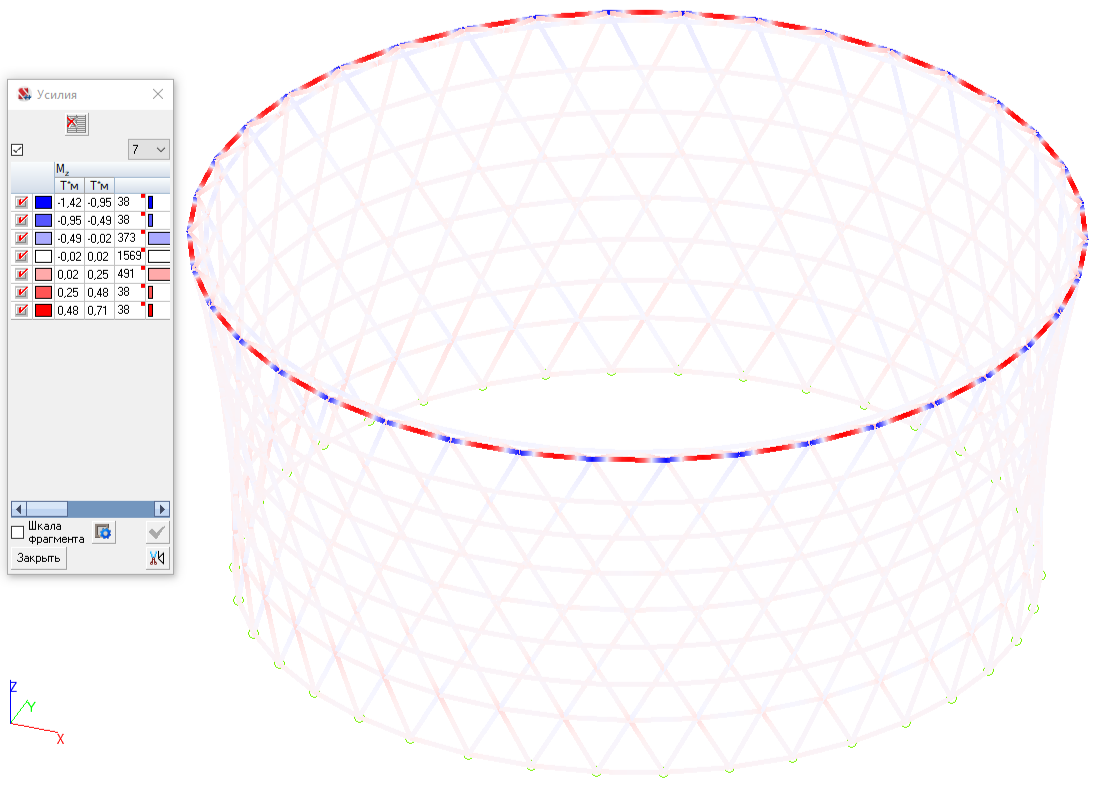 Усилия
7
Mz
Т*м Т*м
-1,42 -0,95 38
-0,95 -0,49 38
-0,49 -0,02 373
-0,02 0,02 1569
0,02 0,25 491
0,25 0,48 38
0,48 0,71 38
Шкала
фрагмента
Закрыть
Z
Y
X